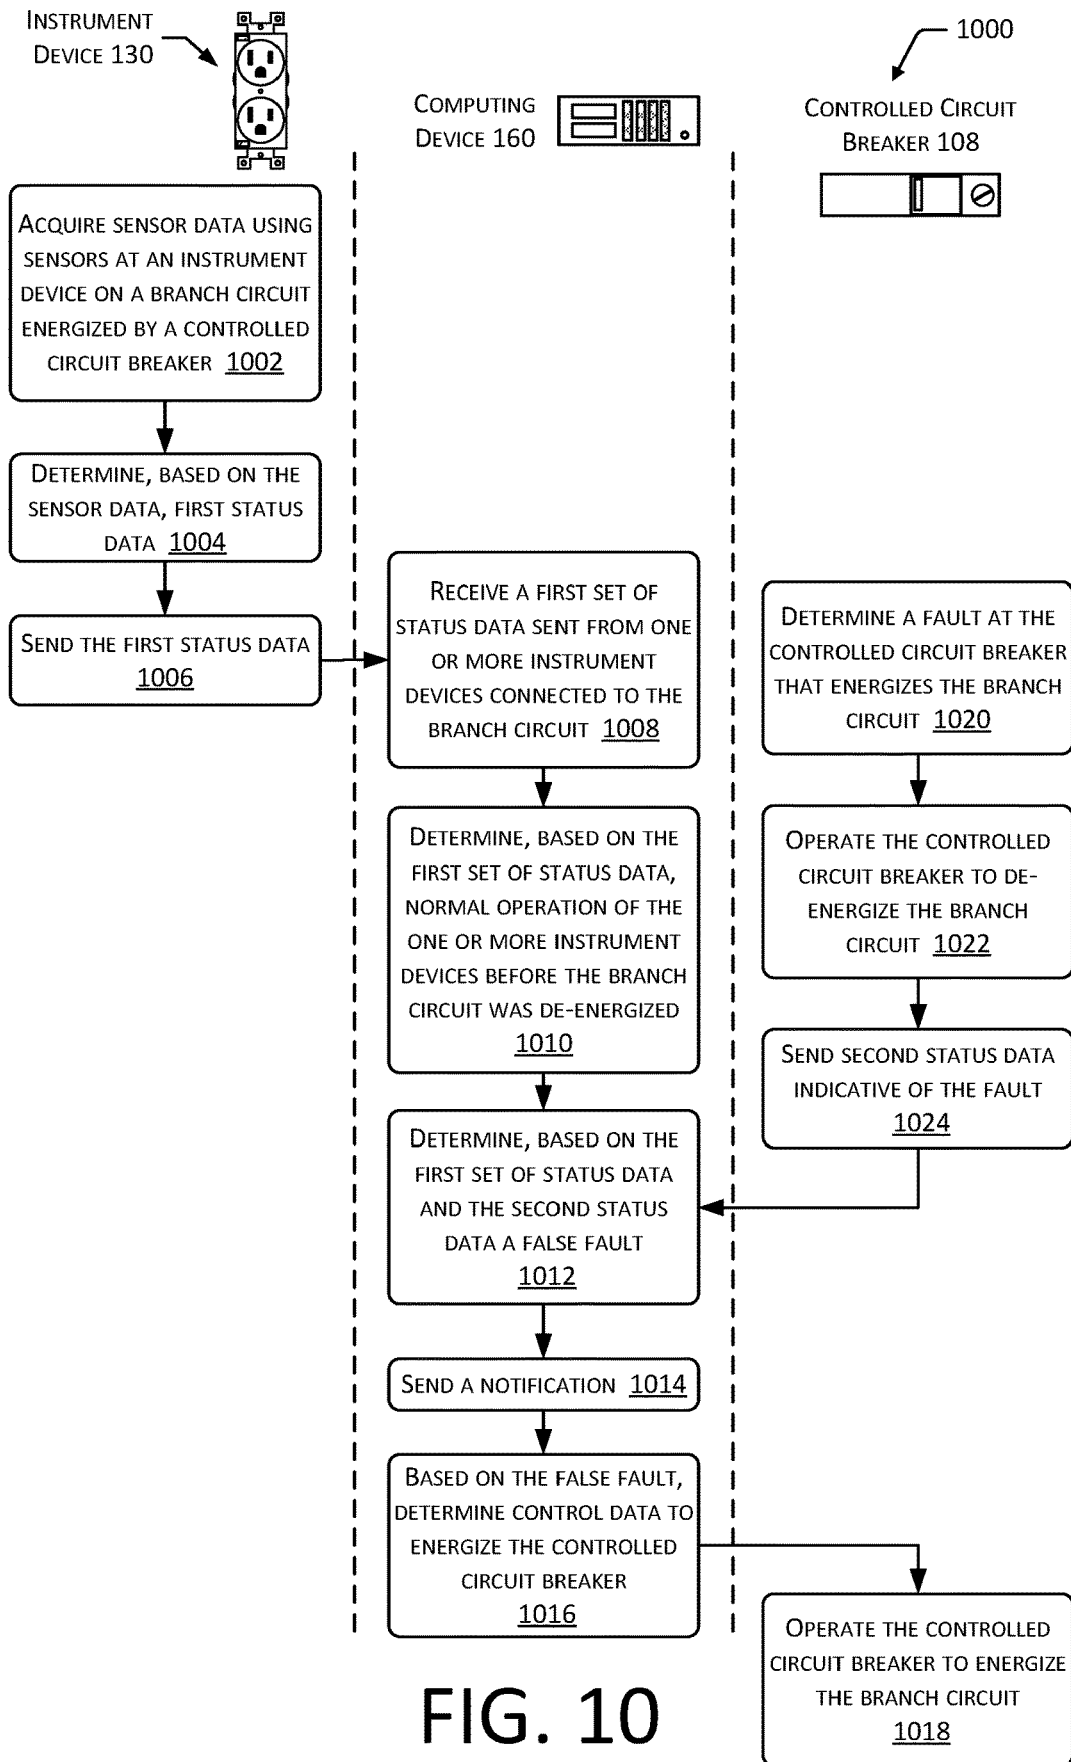 INSTRUMENT
DEVICE 130
COMPUTING
DEVICE 160
1000
CONTROLLED CIRCUIT
BREAKER 108
ACQUIRE SENSOR DATA USING
SENSORS AT AN INSTRUMENT
DEVICE ON A BRANCH CIRCUIT
ENERGIZED BY A CONTROLLED
CIRCUIT BREAKER 1002
DETERMINE, BASED ON THE
SENSOR DATA, FIRST STATUS
DATA 1004
SEND THE FIRST STATUS DATA
1006
RECEIVE A FIRST SET OF
STATUS DATA SENT FROM ONE
OR MORE INSTRUMENT
DEVICES CONNECTED TO THE
BRANCH CIRCUIT 1008
DETERMINE, BASED ON THE
FIRST SET OF STATUS DATA,
NORMAL OPERATION OF THE
ONE OR MORE INSTRUMENT
DEVICES BEFORE THE BRANCH
CIRCUIT WAS DE-ENERGIZED
1010
DETERMINE, BASED ON THE
FIRST SET OF STATUS DATA
AND THE SECOND STATUS
DATA A FALSE FAULT
1012
SEND A NOTIFICATION 1014
BASED ON THE FALSE FAULT,
DETERMINE CONTROL DATA TO
ENERGIZE THE CONTROLLED
CIRCUIT BREAKER
1016
DETERMINE A FAULT AT THE
CONTROLLED CIRCUIT BREAKER
THAT ENERGIZES THE BRANCH
CIRCUIT 1020
OPERATE THE CONTROLLED
CIRCUIT BREAKER TO DE-
ENERGIZE THE BRANCH
CIRCUIT 1022
SEND SECOND STATUS DATA
INDICATIVE OF THE FAULT
1024
OPERATE THE CONTROLLED
CIRCUIT BREAKER TO ENERGIZE
THE BRANCH CIRCUIT
1018
FIG. 10